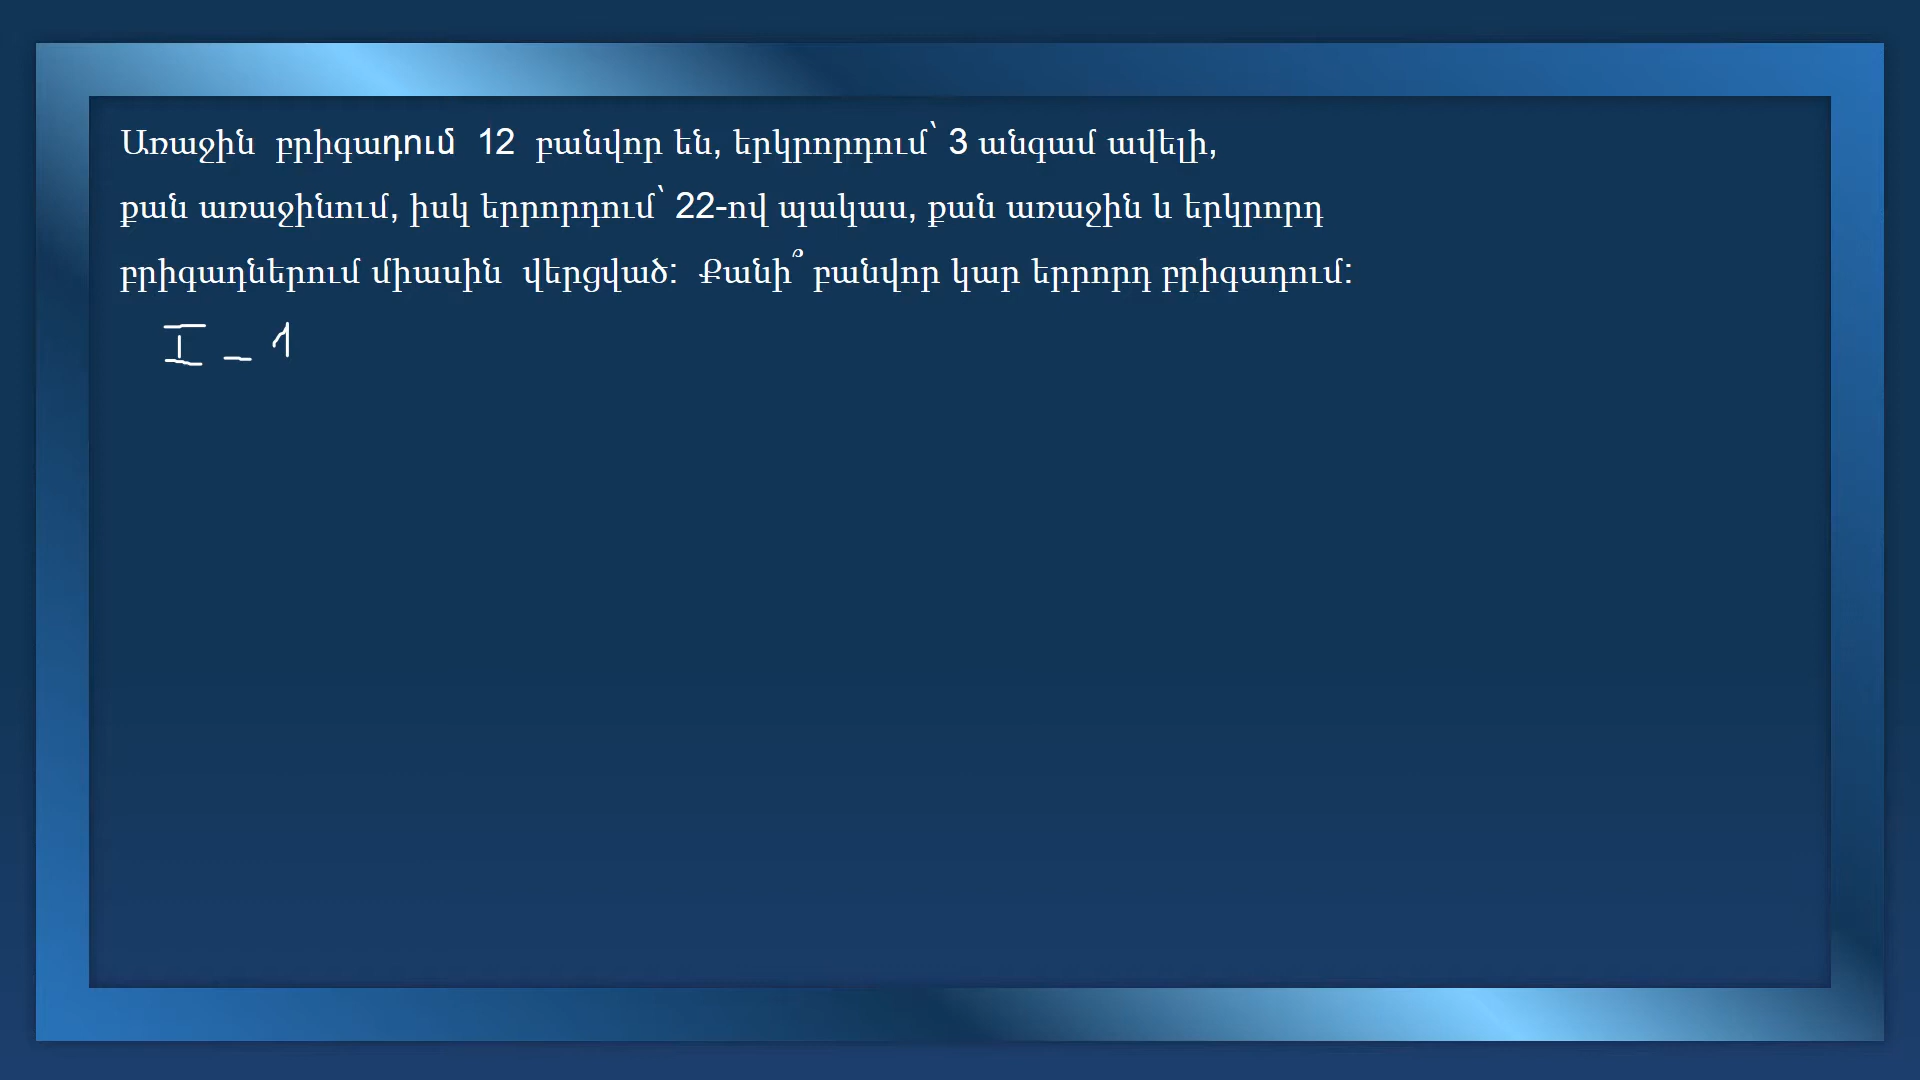 Առաջին բրիգադում 12 բանվոր են, երկրորդում՝ 3 անգամ ավելի,
քան առաջինում, իսկ երրորդում՝ 22-ով պակաս, քան առաջին և երկրորդ
բրիգադներում միասին վերցված: Քանի՞ բանվոր կար երրորդ բրիգադում:
I – 1